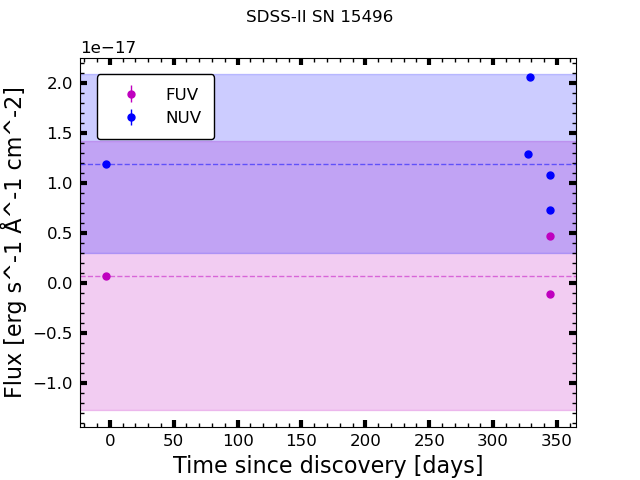 SDSS-II SN 15496
1e−17
FUV
NUV
2.0
1.5
1.0
0.5
0.0
−0.5
−1.0
Flux [erg s^-1 Å^-1 cm^-2]
0 50 100 150 200 250 300 350
Time since discovery [days]